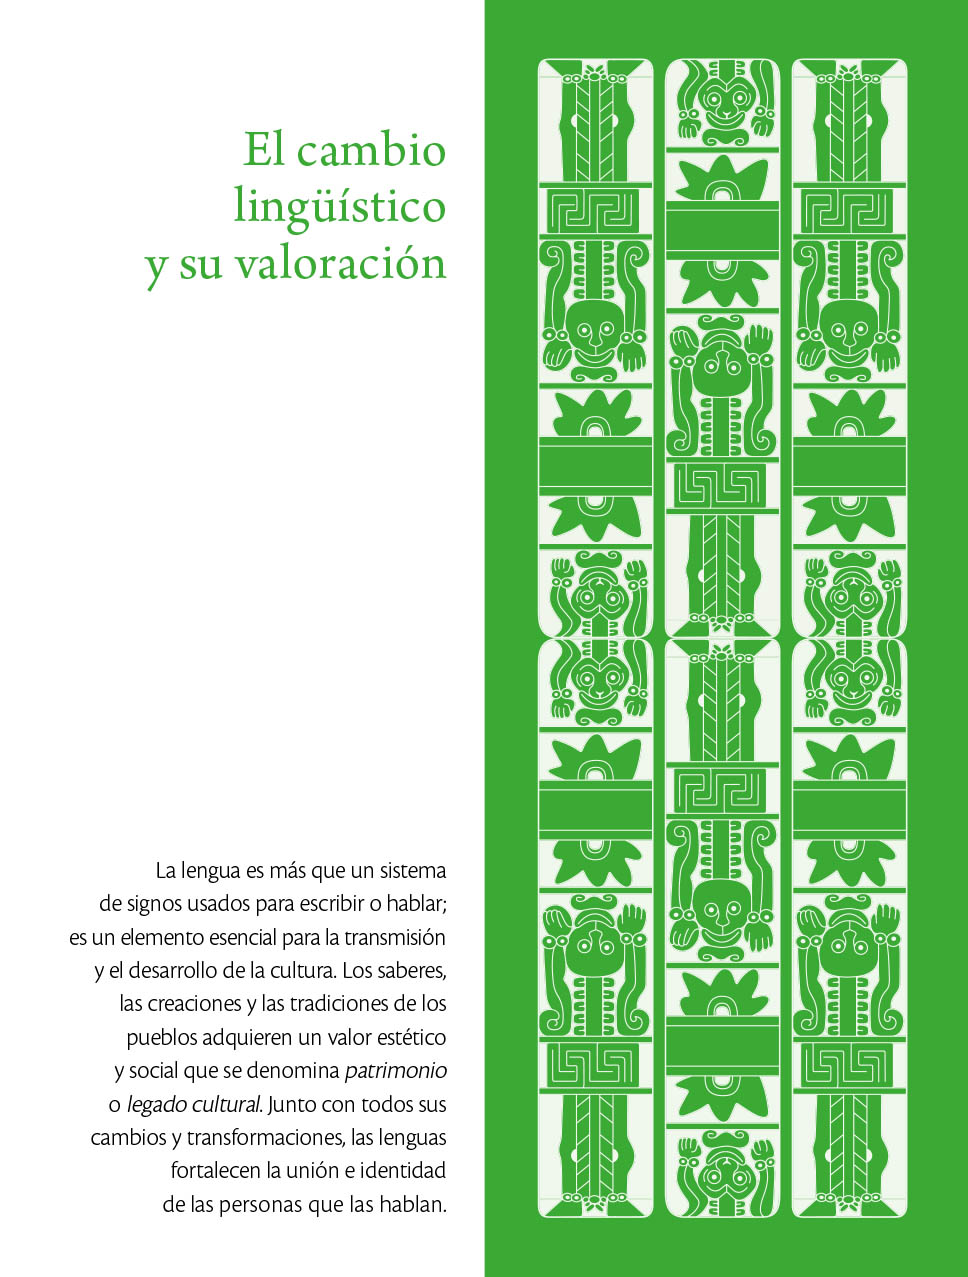 El cambio
lingüístico
y su valoración
La lengua es más que un sistema
de signos usados para escribir o hablar;
es un elemento esencial para la transmisión
y el desarrollo de la cultura. Los saberes,
las creaciones y las tradiciones de los
pueblos adquieren un valor estético
y social que se denomina patrimonio
o legado cultural. Junto con todos sus
cambios y transformaciones, las lenguas
fortalecen la unión e identidad
de las personas que las hablan.